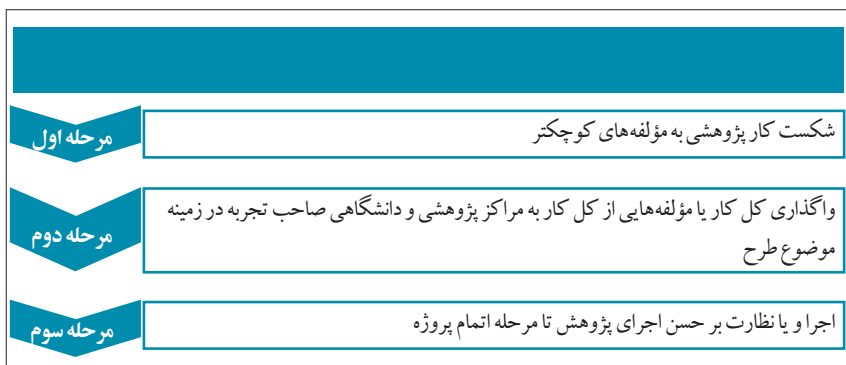 مرحله اول
شکست کار پژوهشی به مؤلفه‌های کوچکتر
مرحله دوم
واگذاری کل کار یا مؤلفه‌هایی از کل کار به مراکز پژوهشی و دانشگاهی صاحب تجربه در زمینه
موضوع طرح
مرحله سوم
اجرا و یا نظارت بر حسن اجرای پژوهش تا مرحله اتمام پروژه